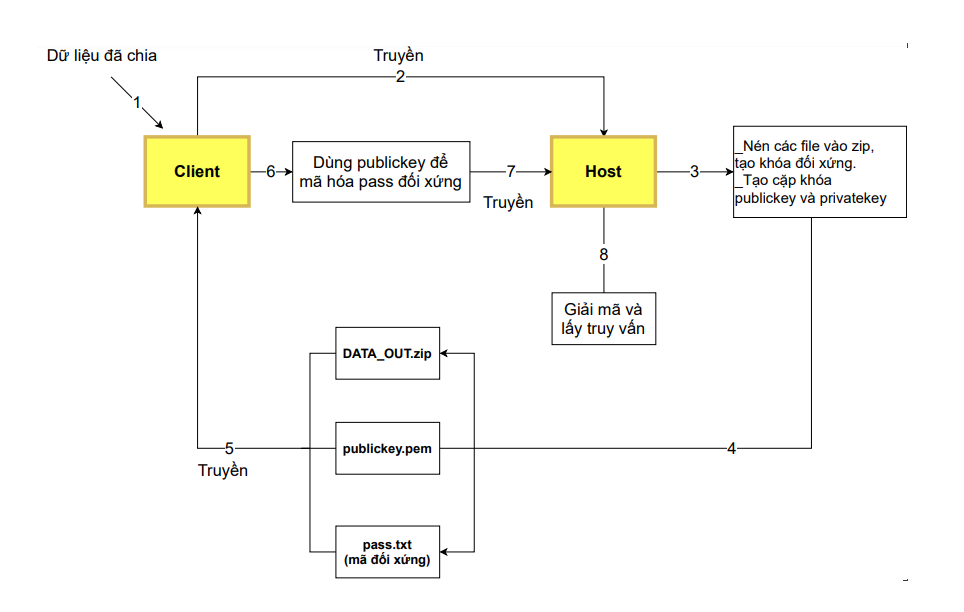 Dữ liệu đã chia
Truyền
2
1
Client
6
Dùng publickey để
mã hóa pass đối xứng
7
Truyền
Host
3
_Nén các file vào zip,
tạo khóa đối xứng.
_Tạo cặp khóa
publickey và privatekey
8
Giải mã và
lấy truy vấn
DATA_OUT.zip
publickey.pem
pass.txt
(mã đối xứng)
5
Truyền
4